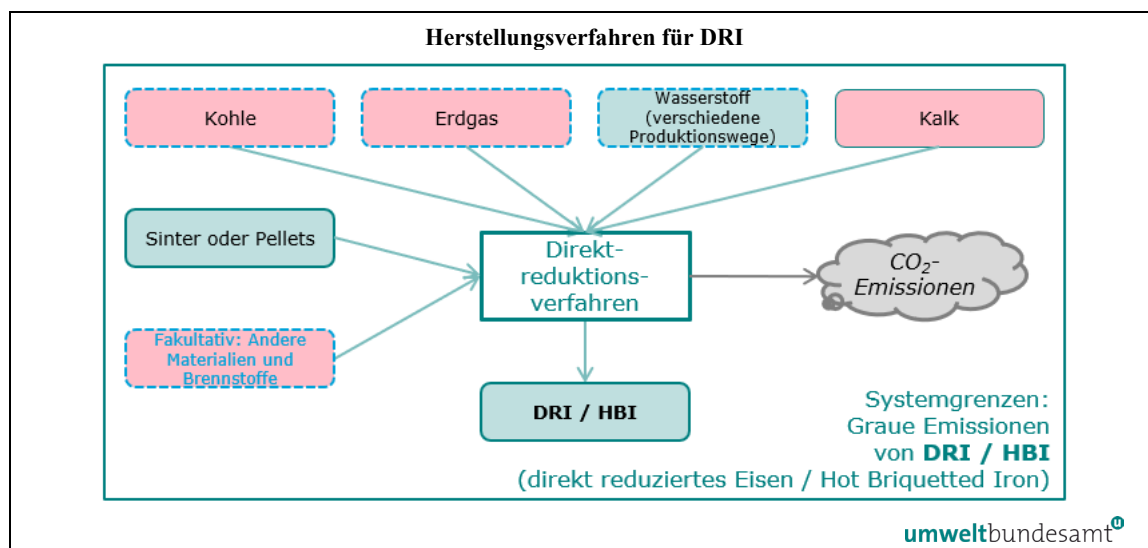 Herstellungsverfahren für DRI
Kohle
Erdgas
Wasserstoff
(verschiedene
Produktionswege)
Kalk
Sinter oder Pellets
Direkt-
reduktions-
verfahren
CO₂-
Emissionen
Fakultativ: Andere
Materialien und
Brennstoffe
DRI / HBI
Systemgrenzen:
Graue Emissionen
von DRI / HBI
(direkt reduziertes Eisen / Hot Briquetted Iron)
umweltbundesamt u